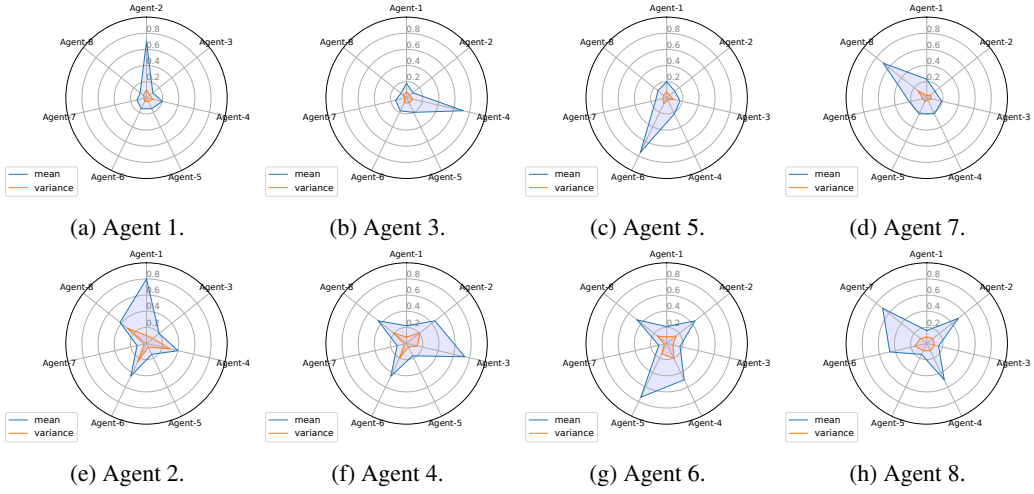 Agent-2
Agent-8
Agent-3
0.8
0.6
0.4
0.2
Agent-7
Agent-4
Agent-6
Agent-5
mean
variance
(a) Agent 1.
Agent-1
Agent-8
Agent-2
0.8
0.6
0.4
0.2
Agent-7
Agent-4
Agent-6
Agent-5
mean
variance
(b) Agent 3.
Agent-1
Agent-8
Agent-2
0.8
0.6
0.4
0.2
Agent-7
Agent-3
Agent-6
Agent-4
mean
variance
(c) Agent 5.
Agent-1
Agent-8
Agent-2
0.8
0.6
0.4
0.2
Agent-6
Agent-3
Agent-5
Agent-4
mean
variance
(d) Agent 7.
Agent-1
Agent-8
Agent-3
0.8
0.6
0.4
0.2
Agent-7
Agent-4
Agent-6
Agent-5
mean
variance
(e) Agent 2.
Agent-1
Agent-8
Agent-2
0.8
0.6
0.4
0.2
Agent-7
Agent-3
Agent-6
Agent-5
mean
variance
(f) Agent 4.
Agent-1
Agent-8
Agent-2
0.8
0.6
0.4
0.2
Agent-7
Agent-3
Agent-5
Agent-4
mean
variance
(g) Agent 6.
Agent-1
Agent-7
Agent-2
0.8
0.6
0.4
0.2
Agent-6
Agent-3
Agent-5
Agent-4
mean
variance
(h) Agent 8.